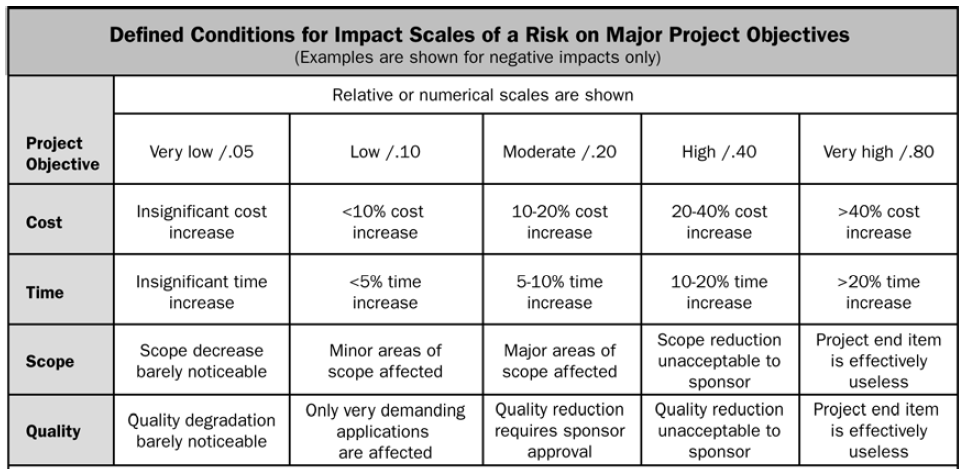 Defined Conditions for Impact Scales of a Risk on Major Project Objectives
(Examples are shown for negative impacts only)
Relative or numerical scales are shown
Project
Objective
Very low /.05
Low /.10
Moderate /.20
High /.40
Very high /.80
Cost
Insignificant cost
increase
<10% cost
increase
10-20% cost
increase
20-40% cost
increase
>40% cost
increase
Time
Insignificant time
increase
<5% time
increase
5-10% time
increase
10-20% time
increase
>20% time
increase
Scope
Scope decrease
barely noticeable
Minor areas of
scope affected
Major areas of
scope affected
Scope reduction
unacceptable to
sponsor
Project end item
is effectively
useless
Quality
Quality degradation
barely noticeable
Only very demanding
applications
are affected
Quality reduction
requires sponsor
approval
Quality reduction
unacceptable to
sponsor
Project end item
is effectively
useless